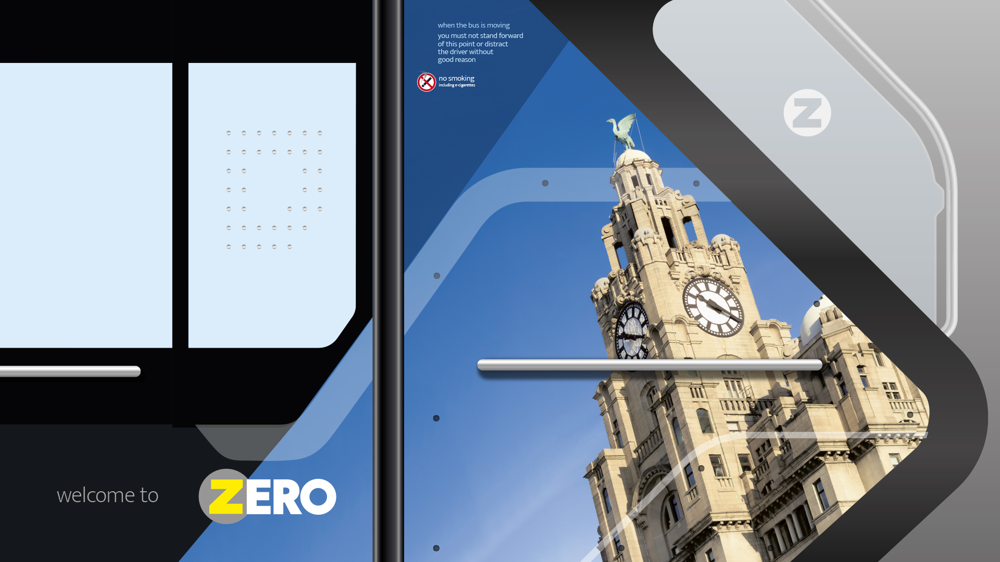 when the bus is moving
you must not stand forward
of this point or distract
the driver without
good reason
no smoking
including e-cigarettes
Z
welcome to
ZERO